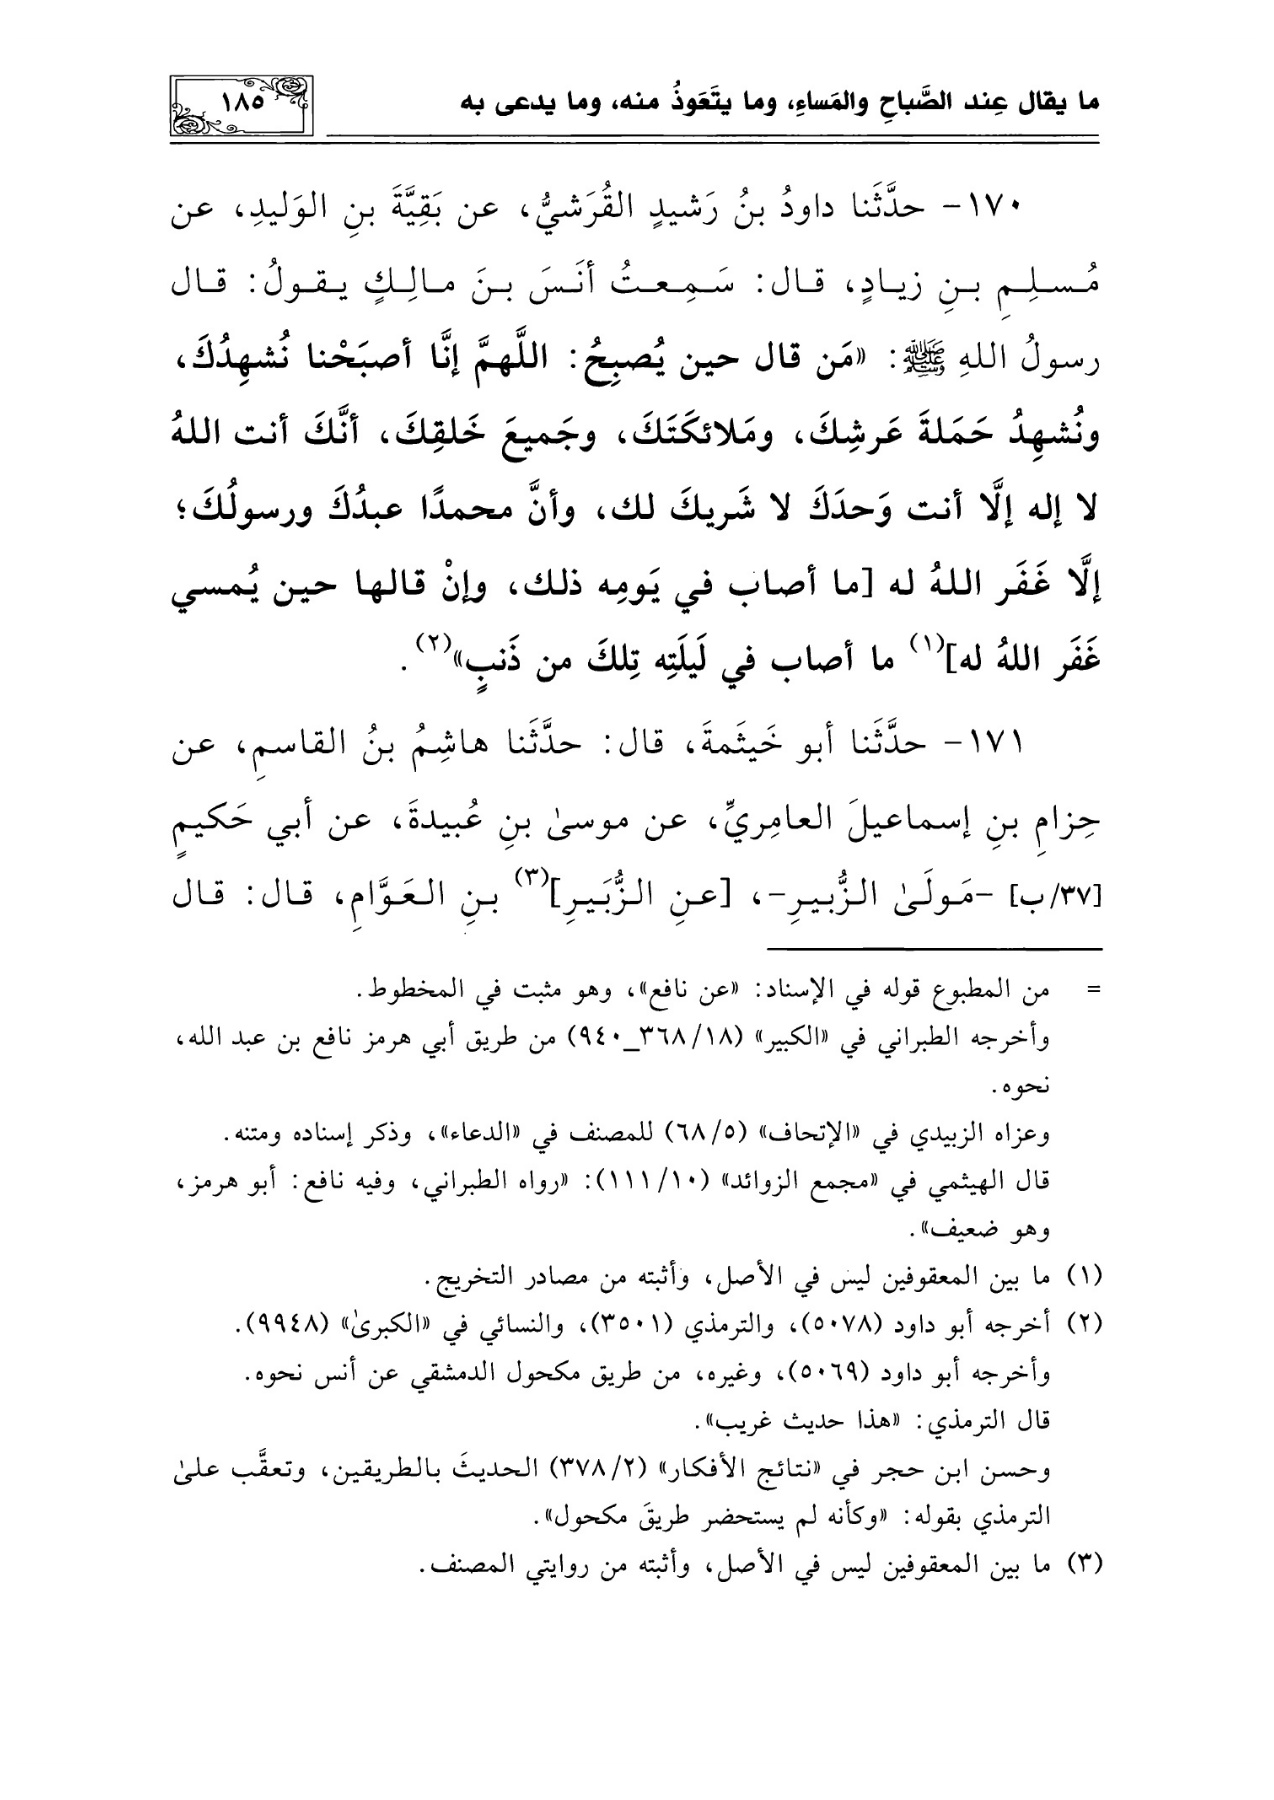 ما يقال عِند الصَّباحِ والمَساءِ، وما يتَعَوذُ منه، وما يدعى به
١٨٥
١٧٠- حدَّثَنا داودُ بنُ رَشيدٍ القُرَشيُّ، عن بَقِيَّةَ بنِ الوَليدِ، عن
مُسلِمِ بنِ زيادٍ، قال: سَمِعتُ أنَسَ بنَ مالِكٍ يقولُ: قال
رسولُ اللهِ ﷺ: «مَن قال حين يُصبِحُ: اللَّهمَّ إنَّا أصبَحْنا نُشهِدُكَ،
ونُشهِدُ حَمَلةَ عَرشِكَ، ومَلائكَتَكَ، وجَميعَ خَلقِكَ، أنَّكَ أنت اللهُ
لا إله إلَّا أنت وَحدَكَ لا شَريكَ لك، وأنَّ محمدًا عبدُكَ ورسولُكَ؛
إلَّا غَفَر اللهُ له [ما أصاب في يَومِه ذلك، وإنْ قالها حين يُمسي
غَفَر اللهُ له](١) ما أصاب في لَيلَتِه تِلكَ من ذَنبٍ»(٢).
١٧١- حدَّثَنا أبو خَيثَمةَ، قال: حدَّثَنا هاشِمُ بنُ القاسمِ، عن
حِزامِ بنِ إسماعيلَ العامِريِّ، عن موسىٰ بنِ عُبيدةَ، عن أبي حَكيمٍ
[٣٧/ب] -مَولَىٰ الزُّبيرِ-، [عنِ الزُّبَيرِ](٣) بنِ العَوَّامِ، قال: قال
= من المطبوع قوله في الإسناد: «عن نافع»، وهو مثبت في المخطوط.
وأخرجه الطبراني في «الكبير» (١٨/ ٣٦٨_٩٤٠) من طريق أبي هرمز نافع بن عبد الله،
نحوه.
وعزاه الزبيدي في «الإتحاف» (٥/ ٦٨) للمصنف في «الدعاء»، وذكر إسناده ومتنه.
قال الهيثمي في «مجمع الزوائد» (١٠/ ١١١): «رواه الطبراني، وفيه نافع: أبو هرمز،
وهو ضعيف».
(١) ما بين المعقوفين ليس في الأصل، وأثبته من مصادر التخريج.
(٢) أخرجه أبو داود (٥٠٧٨)، والترمذي (٣٥٠١)، والنسائي في «الكبرىٰ» (٩٩٤٨).
وأخرجه أبو داود (٥٠٦٩)، وغيره، من طريق مكحول الدمشقي عن أنس نحوه.
قال الترمذي: «هذا حديث غريب».
وحسن ابن حجر في «نتائج الأفكار» (٢/ ٣٧٨) الحديثَ بالطريقين، وتعقَّب علىٰ
الترمذي بقوله: «وكأنه لم يستحضر طريقَ مكحول».
(٣) ما بين المعقوفين ليس في الأصل، وأثبته من روايتي المصنف.